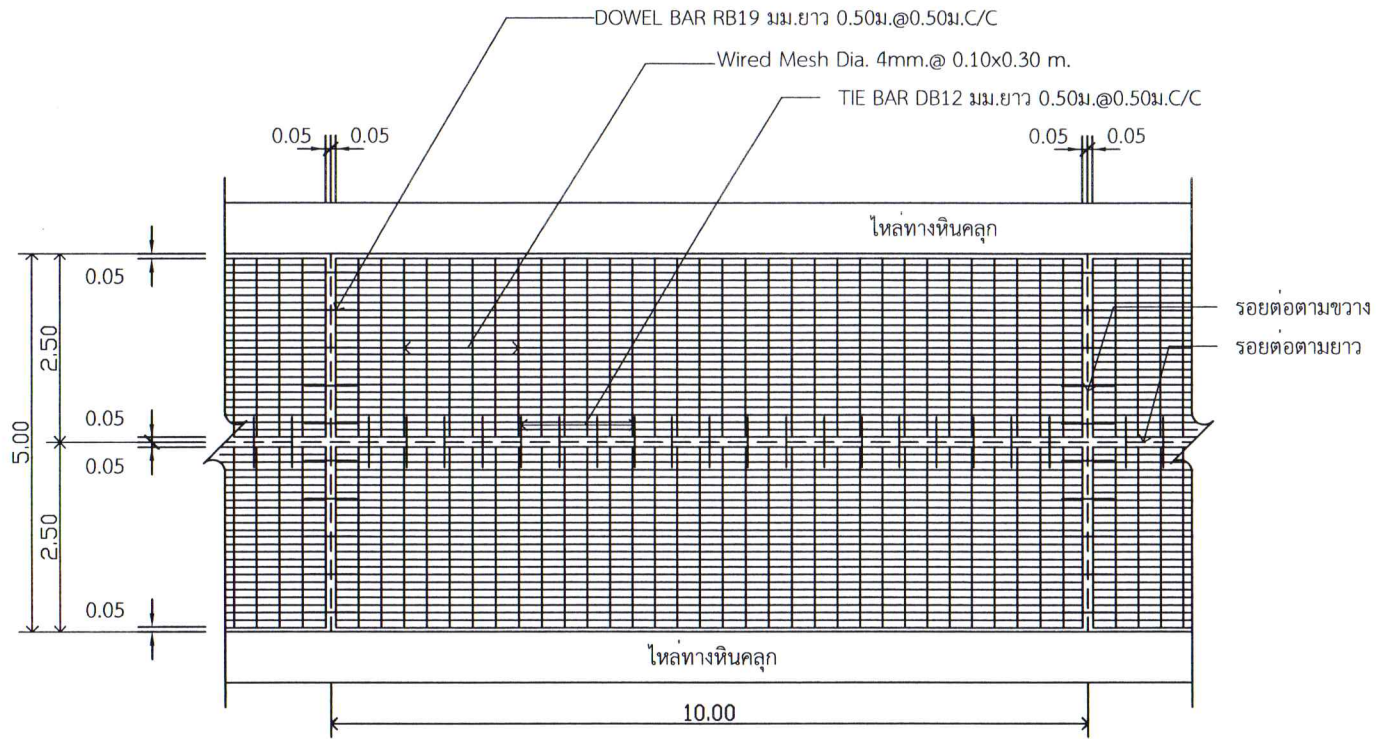 DOWEL BAR RB19 มม.ยาว 0.50ม.@0.50ม.C/C
Wired Mesh Dia. 4mm.@ 0.10x0.30 m.
TIE BAR DB12 มม.ยาว 0.50ม.@0.50ม.C/C
0.05 0.05
0.05 0.05
ไหล่ทางหินคลุก
0.05
2.50
รอยต่อตามขวาง
รอยต่อตามยาว
0.05
5.00
0.05
2.50
0.05
ไหล่ทางหินคลุก
10.00